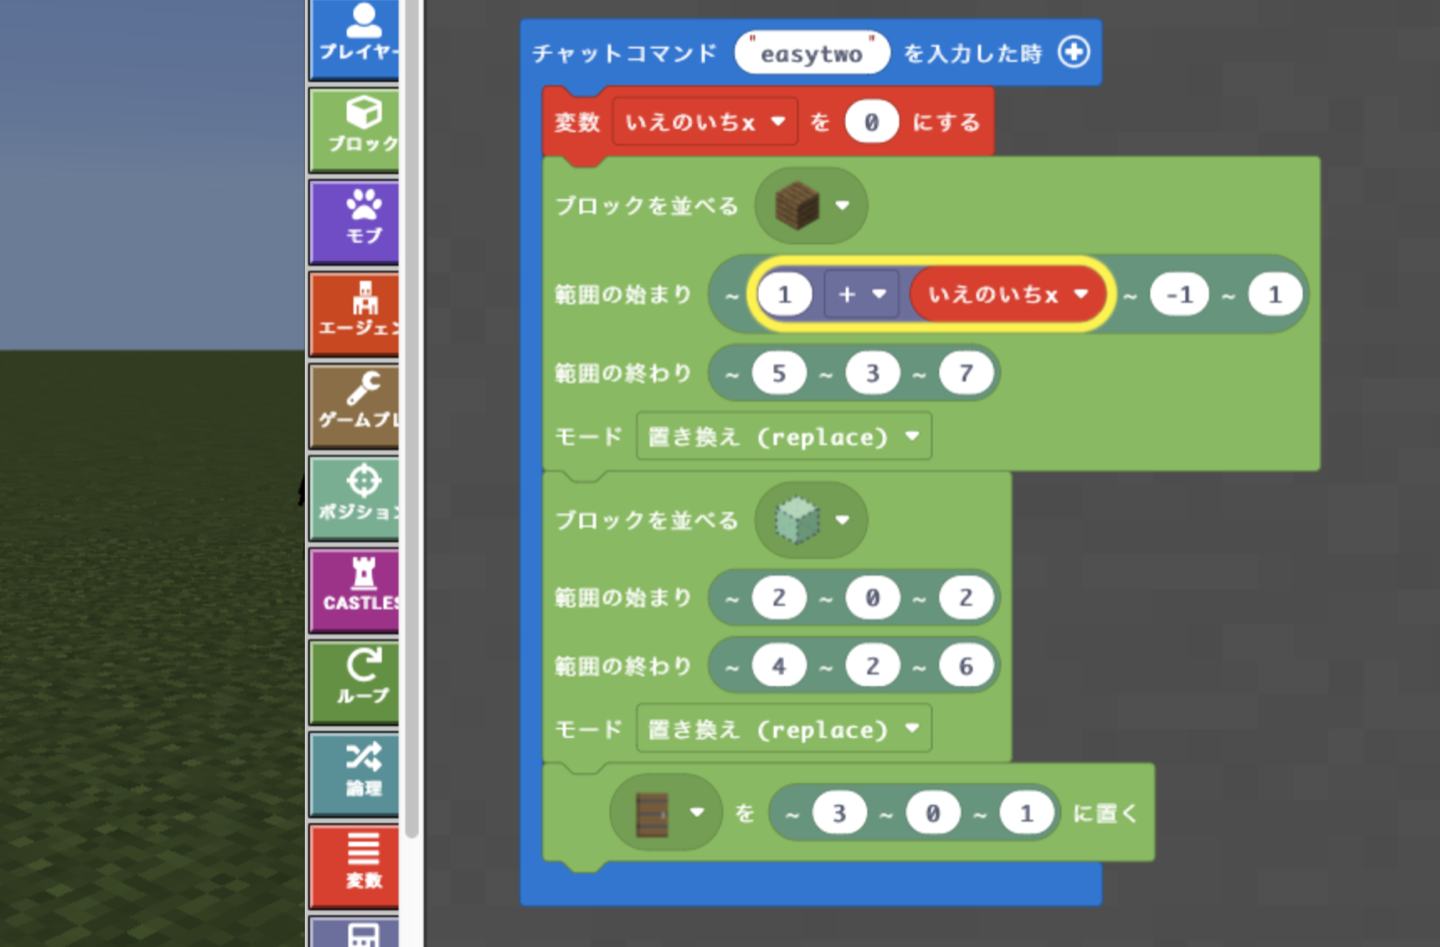 プレイヤー
ブロック
モブ
エージェン
ゲームプレ
ポジション
CASTLES
ループ
論理
変数
チャットコマンド "easytwo" を入力した時
変数 いえのいちx を 0 にする
ブロックを並べる
範囲の始まり ~ 1 + いえのいちx ~ -1 ~ 1
範囲の終わり ~ 5 ~ 3 ~ 7
モード 置き換え (replace)
ブロックを並べる
範囲の始まり ~ 2 ~ 0 ~ 2
範囲の終わり ~ 4 ~ 2 ~ 6
モード 置き換え (replace)
を ~ 3 ~ 0 ~ 1 に置く